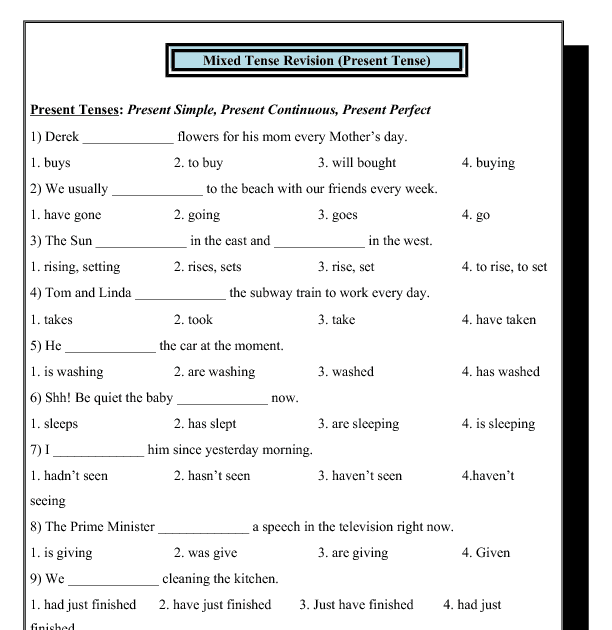 Mixed Tense Revision (Present Tense)
Present Tenses: Present Simple, Present Continuous, Present Perfect
1) Derek _____________ flowers for his mom every Mother’s day.
1. buys 2. to buy 3. will bought 4. buying
2) We usually _____________ to the beach with our friends every week.
1. have gone 2. going 3. goes 4. go
3) The Sun _____________ in the east and _____________ in the west.
1. rising, setting 2. rises, sets 3. rise, set 4. to rise, to set
4) Tom and Linda _____________ the subway train to work every day.
1. takes 2. took 3. take 4. have taken
5) He _____________ the car at the moment.
1. is washing 2. are washing 3. washed 4. has washed
6) Shh! Be quiet the baby _____________ now.
1. sleeps 2. has slept 3. are sleeping 4. is sleeping
7) I _____________ him since yesterday morning.
1. hadn’t seen 2. hasn’t seen 3. haven’t seen 4.haven’t
seeing
8) The Prime Minister _____________ a speech in the television right now.
1. is giving 2. was give 3. are giving 4. Given
9) We _____________ cleaning the kitchen.
1. had just finished 2. have just finished 3. Just have finished 4. had just
finished